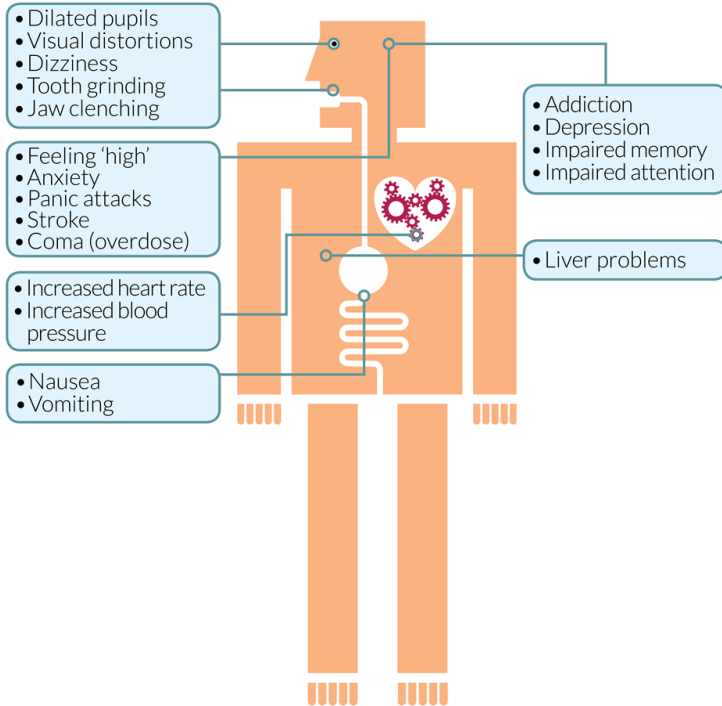 • Dilated pupils
• Visual distortions
• Dizziness
• Tooth grinding
• Jaw clenching
• Feeling ‘high’
• Anxiety
• Panic attacks
• Stroke
• Coma (overdose)
• Increased heart rate
• Increased blood
pressure
• Nausea
• Vomiting
• Addiction
• Depression
• Impaired memory
• Impaired attention
• Liver problems